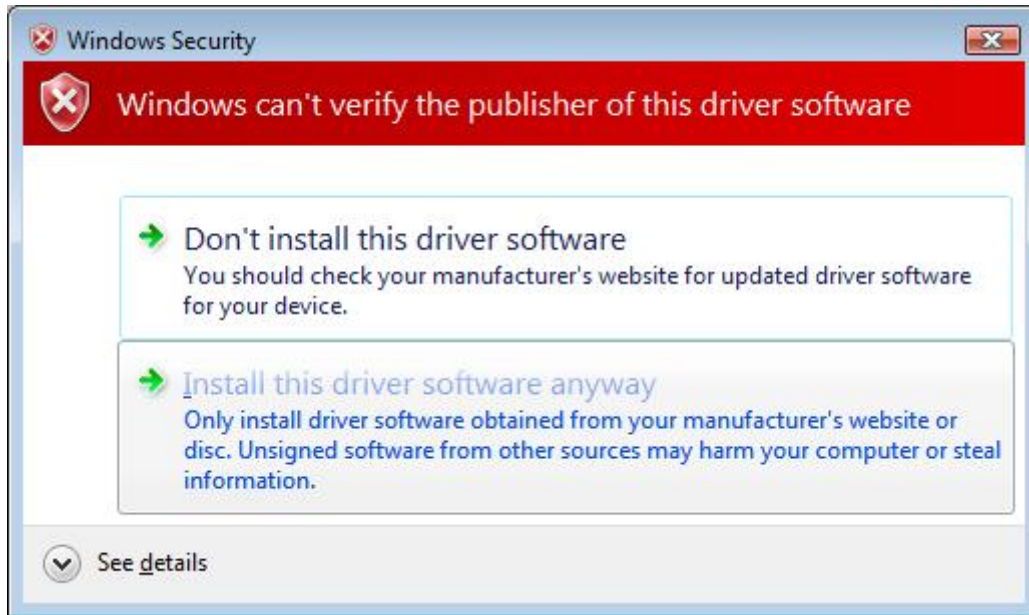 Windows Security
Windows can't verify the publisher of this driver software
Don't install this driver software
You should check your manufacturer's website for updated driver software
for your device.
Install this driver software anyway
Only install driver software obtained from your manufacturer's website or
disc. Unsigned software from other sources may harm your computer or steal
information.
See details